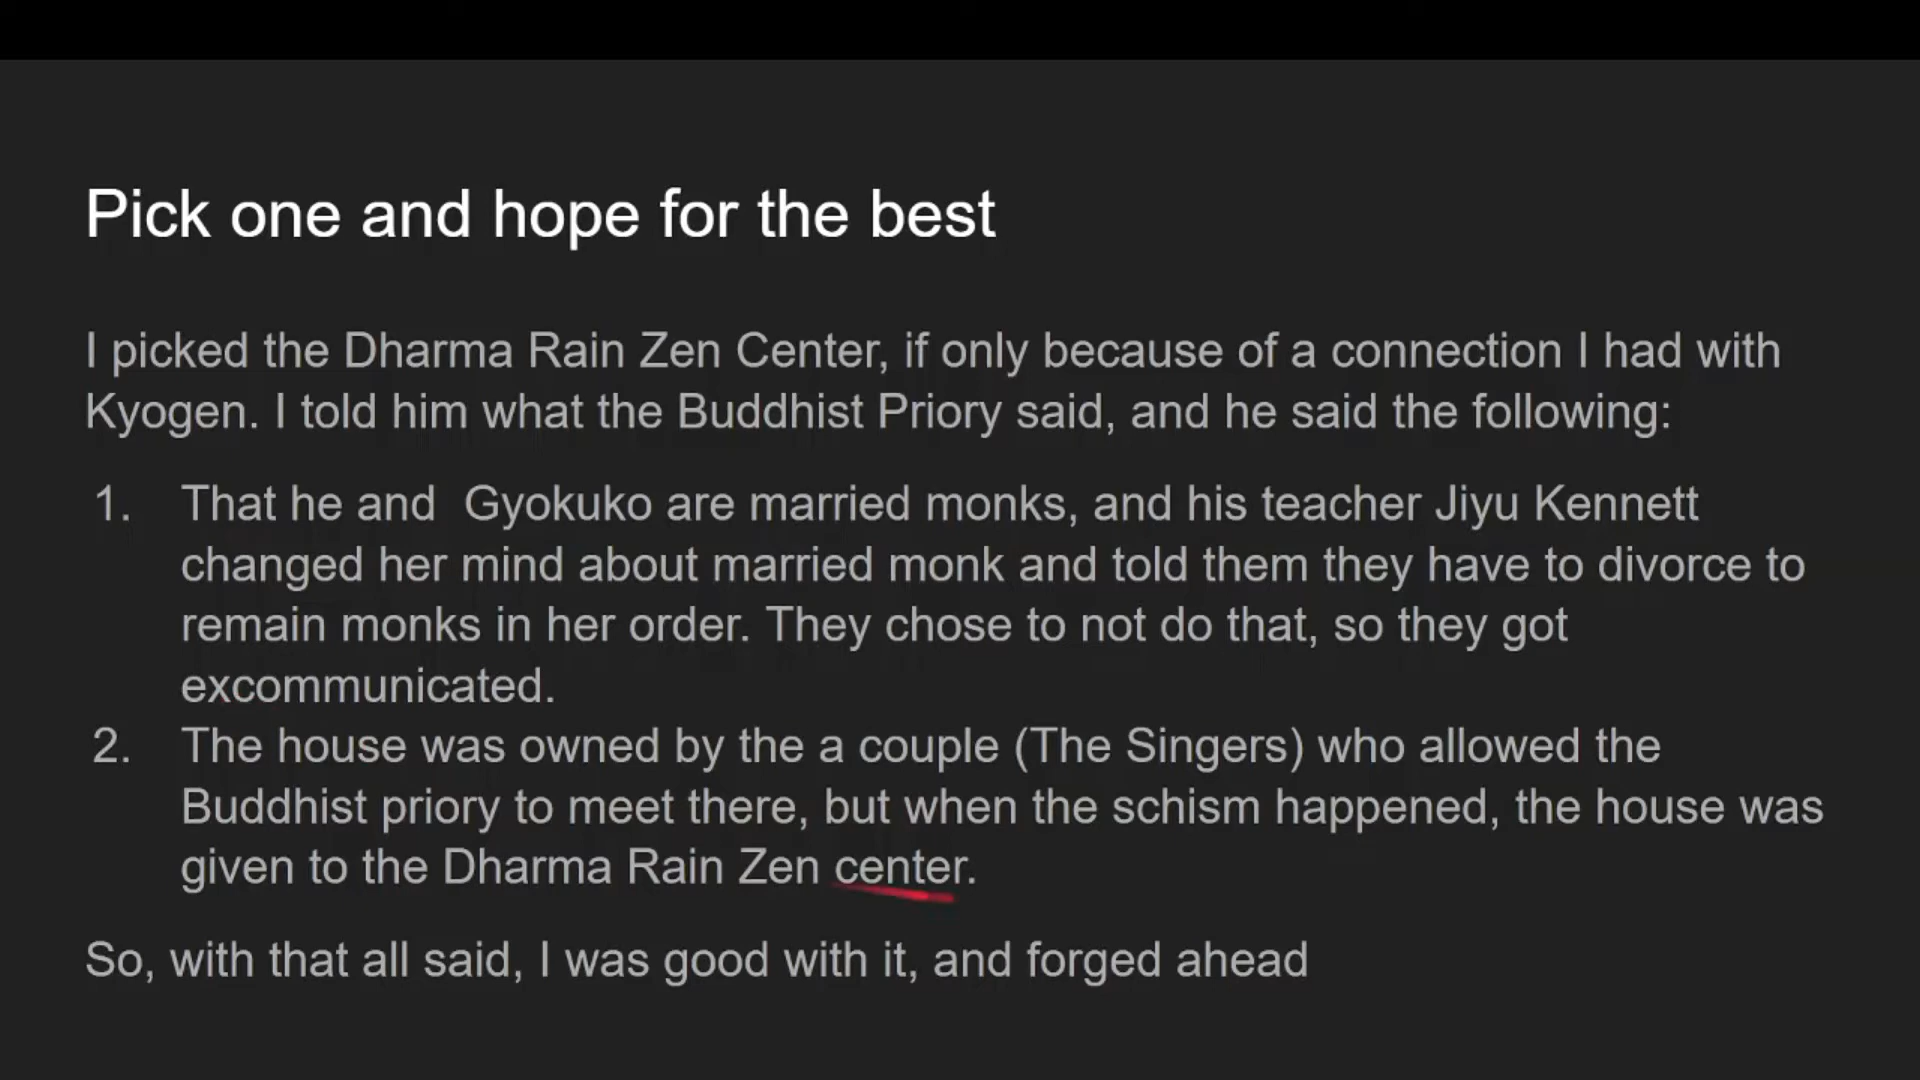 Pick one and hope for the best
I picked the Dharma Rain Zen Center, if only because of a connection I had with
Kyogen. I told him what the Buddhist Priory said, and he said the following:
1. That he and  Gyokuko are married monks, and his teacher Jiyu Kennett
changed her mind about married monk and told them they have to divorce to
remain monks in her order. They chose to not do that, so they got
excommunicated.
2. The house was owned by the a couple (The Singers) who allowed the
Buddhist priory to meet there, but when the schism happened, the house was
given to the Dharma Rain Zen center.
So, with that all said, I was good with it, and forged ahead